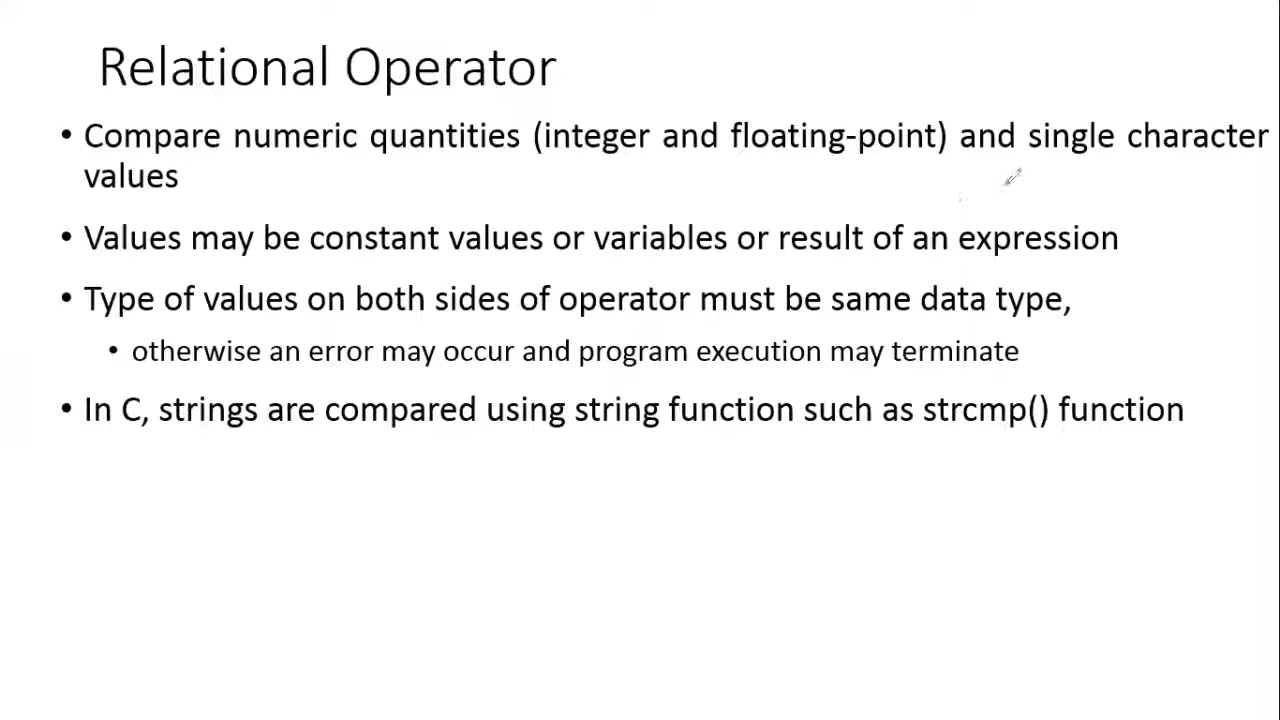 Relational Operator
• Compare numeric quantities (integer and floating-point) and single character
values
• Values may be constant values or variables or result of an expression
• Type of values on both sides of operator must be same data type,
• otherwise an error may occur and program execution may terminate
• In C, strings are compared using string function such as strcmp() function